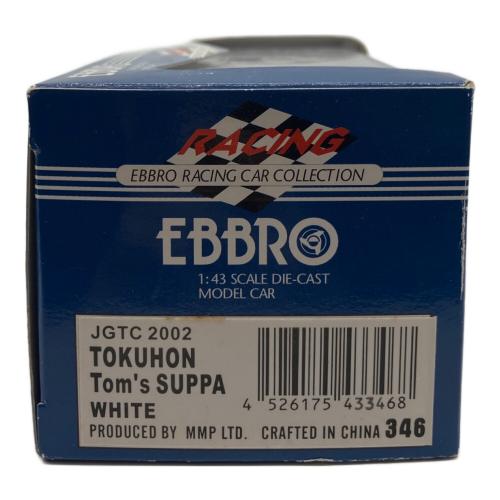 RACING
EBBRO RACING CAR COLLECTION
EBBRO
1:43 SCALE DIE-CAST
MODEL CAR
JGTC 2002
TOKUHON
Tom's SUPPA
WHITE
4 526175 433468
PRODUCED BY MMP LTD. CRAFTED IN CHINA 346